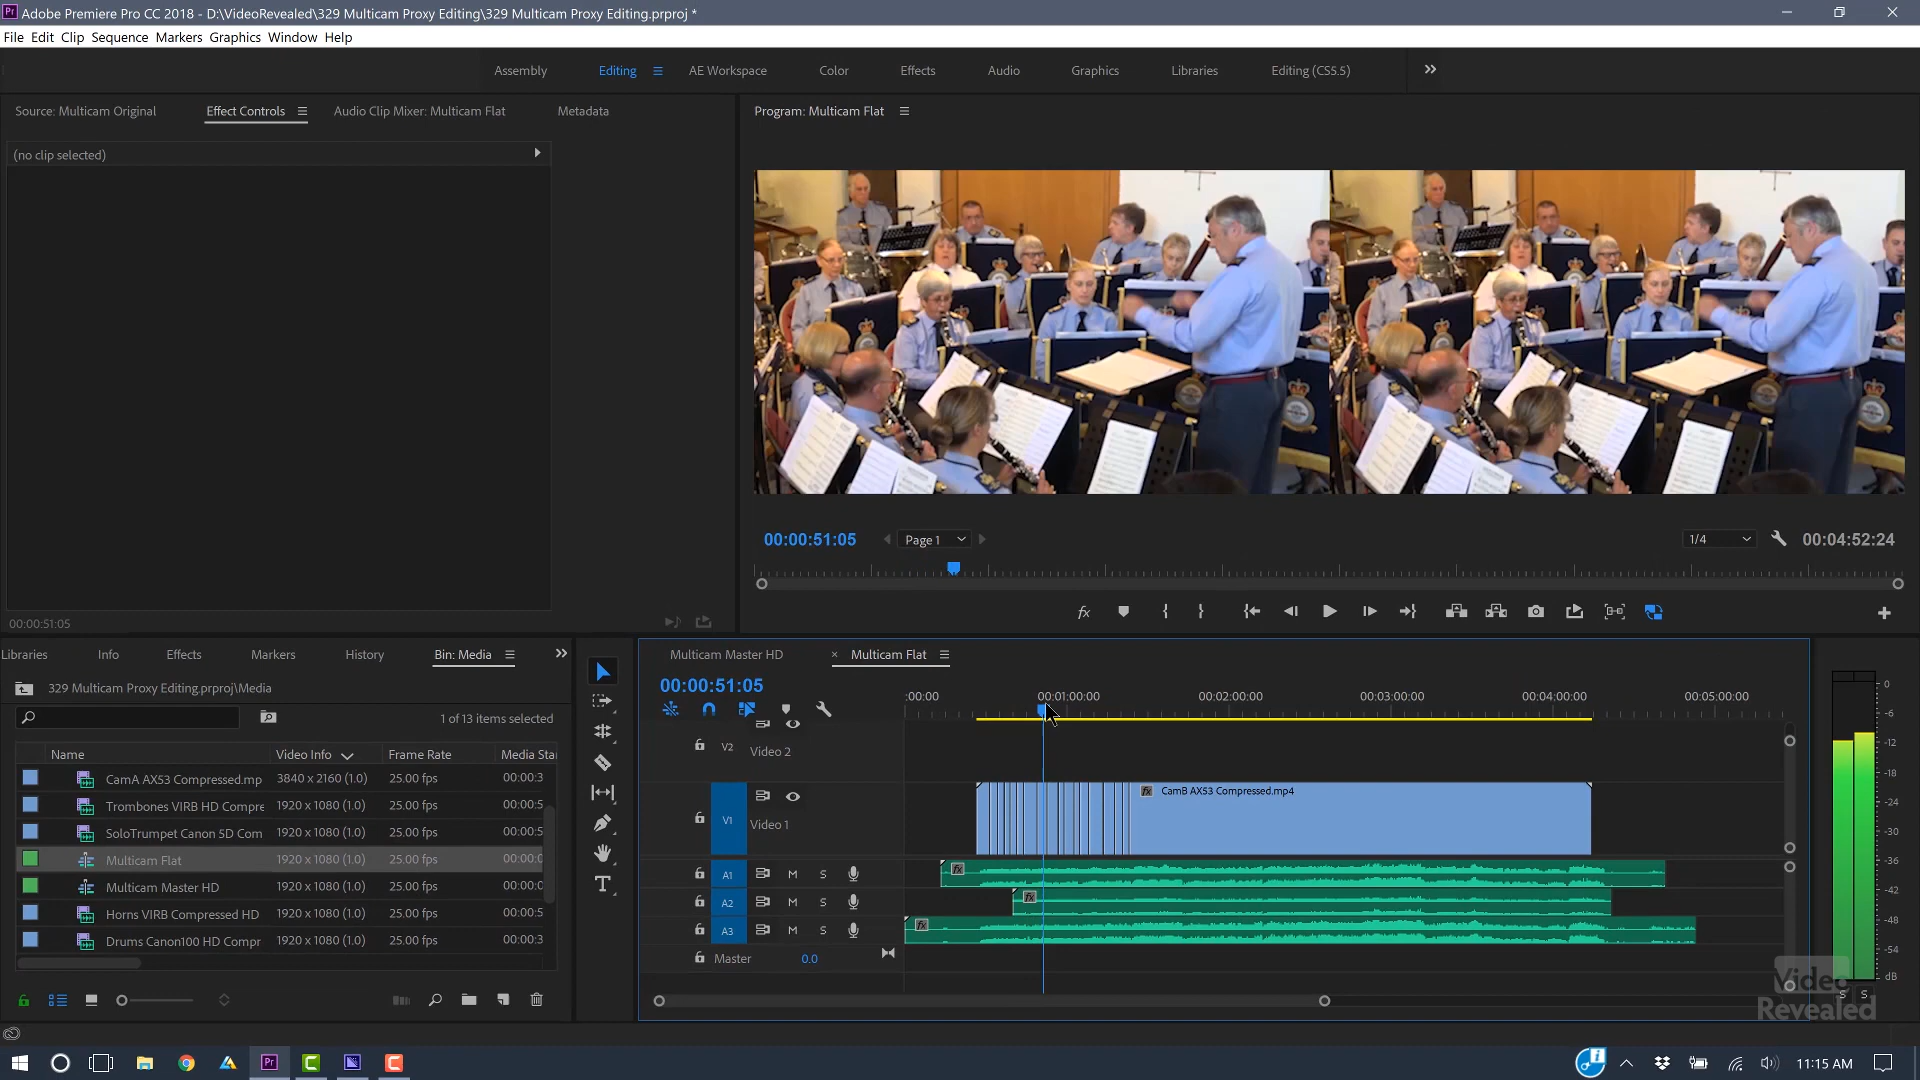 Adobe Premiere Pro CC 2018 - D:\VideoRevealed\329 Multicam Proxy Editing\329 Multicam Proxy Editing.prproj *
File Edit Clip Sequence Markers Graphics Window Help
Assembly Editing AE Workspace Color Effects Audio Graphics Libraries Editing (CS5.5)
Source: Multicam Original Effect Controls Audio Clip Mixer: Multicam Flat Metadata
Program: Multicam Flat
(no clip selected)
00:00:51:05 Page 1 1/4 00:04:52:24
00:00:51:05
Libraries Info Effects Markers History Bin: Media
329 Multicam Proxy Editing.prproj\Media
1 of 13 items selected
Name Video Info Frame Rate Media Sta
CamA AX53 Compressed.mp 3840 x 2160 (1.0) 25.00 fps 00:00:3
Trombones VIRB HD Compre 1920 x 1080 (1.0) 25.00 fps 00:00:5
SoloTrumpet Canon 5D Com 1920 x 1080 (1.0) 25.00 fps 00:00:5
Multicam Flat 1920 x 1080 (1.0) 25.00 fps 00:00:0
Multicam Master HD 1920 x 1080 (1.0) 25.00 fps 00:00:0
Horns VIRB Compressed HD 1920 x 1080 (1.0) 25.00 fps 00:00:5
Drums Canon100 HD Compr 1920 x 1080 (1.0) 25.00 fps 00:00:3
Multicam Master HD × Multicam Flat
00:00:51:05
:00:00 00:01:00:00 00:02:00:00 00:03:00:00 00:04:00:00 00:05:00:00
V2 Video 2
fx CamB AX53 Compressed.mp4
V1 Video 1
A1 M S fx
A2 M S fx
A3 M S fx
Master 0.0
0
-6
-12
-18
-24
-30
-36
-42
-48
-54
dB
S S
Video
Revealed
11:15 AM